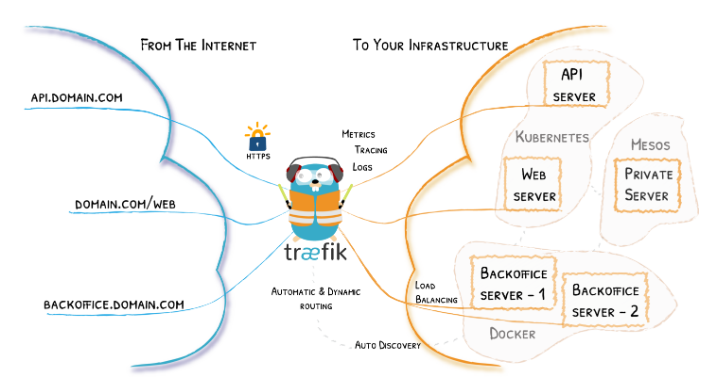 From The Internet
To Your Infrastructure
api.domain.com
API
server
HTTPS
Metrics
Tracing
Logs
Kubernetes
Mesos
Web
server
Private
Server
domain.com/web
træfik
backoffice.domain.com
Automatic & Dynamic
routing
Load
Balancing
Backoffice
server - 1
Backoffice
server - 2
Docker
Auto Discovery